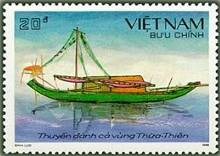 20đ
VIỆT NAM
BƯU CHÍNH
Thuyền đánh cá vùng Thừa-Thiên